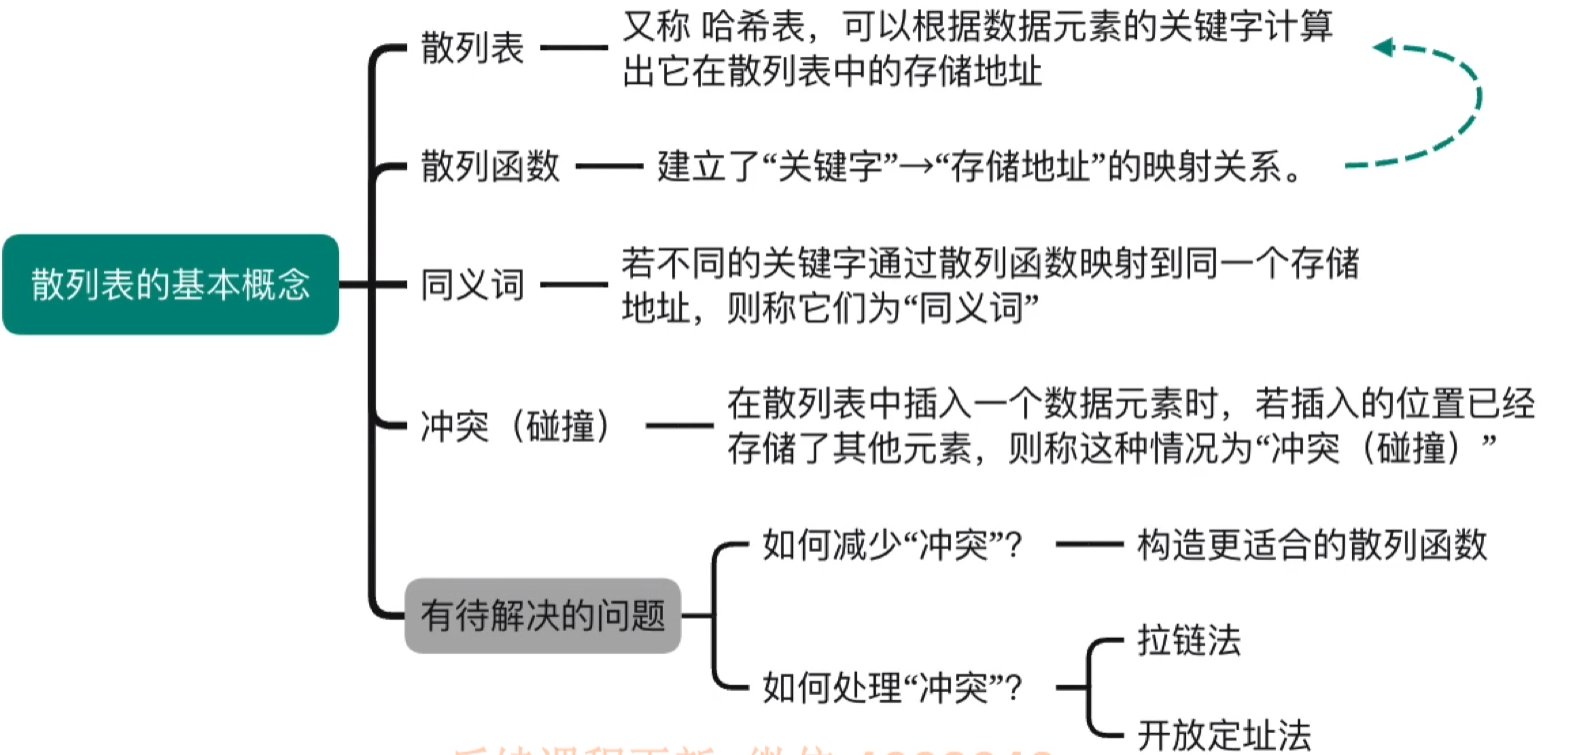 散列表
又称 哈希表，可以根据数据元素的关键字计算
出它在散列表中的存储地址
散列函数
建立了“关键字”→“存储地址”的映射关系。
散列表的基本概念
同义词
若不同的关键字通过散列函数映射到同一个存储
地址，则称它们为“同义词”
冲突（碰撞）
在散列表中插入一个数据元素时，若插入的位置已经
存储了其他元素，则称这种情况为“冲突（碰撞）”
有待解决的问题
如何减少“冲突”？
构造更适合的散列函数
如何处理“冲突”？
拉链法
开放定址法